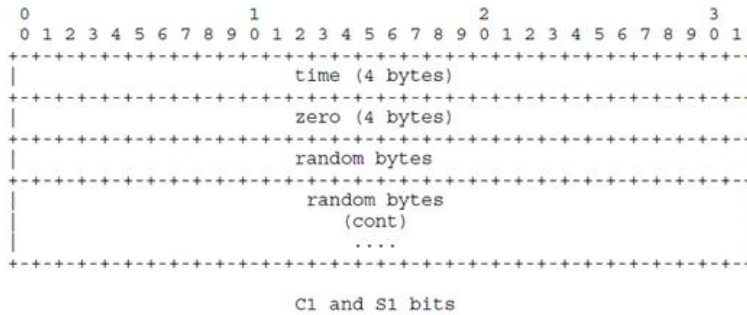 0                   1                   2                   3
0 1 2 3 4 5 6 7 8 9 0 1 2 3 4 5 6 7 8 9 0 1 2 3 4 5 6 7 8 9 0 1
+-+-+-+-+-+-+-+-+-+-+-+-+-+-+-+-+-+-+-+-+-+-+-+-+-+-+-+-+-+-+-+-
| time (4 bytes)
+-+-+-+-+-+-+-+-+-+-+-+-+-+-+-+-+-+-+-+-+-+-+-+-+-+-+-+-+-+-+-+-
| zero (4 bytes)
+-+-+-+-+-+-+-+-+-+-+-+-+-+-+-+-+-+-+-+-+-+-+-+-+-+-+-+-+-+-+-+-
| random bytes
+-+-+-+-+-+-+-+-+-+-+-+-+-+-+-+-+-+-+-+-+-+-+-+-+-+-+-+-+-+-+-+-
| random bytes
| (cont)
| ....
+-+-+-+-+-+-+-+-+-+-+-+-+-+-+-+-+-+-+-+-+-+-+-+-+-+-+-+-+-+-+-+-
C1 and S1 bits